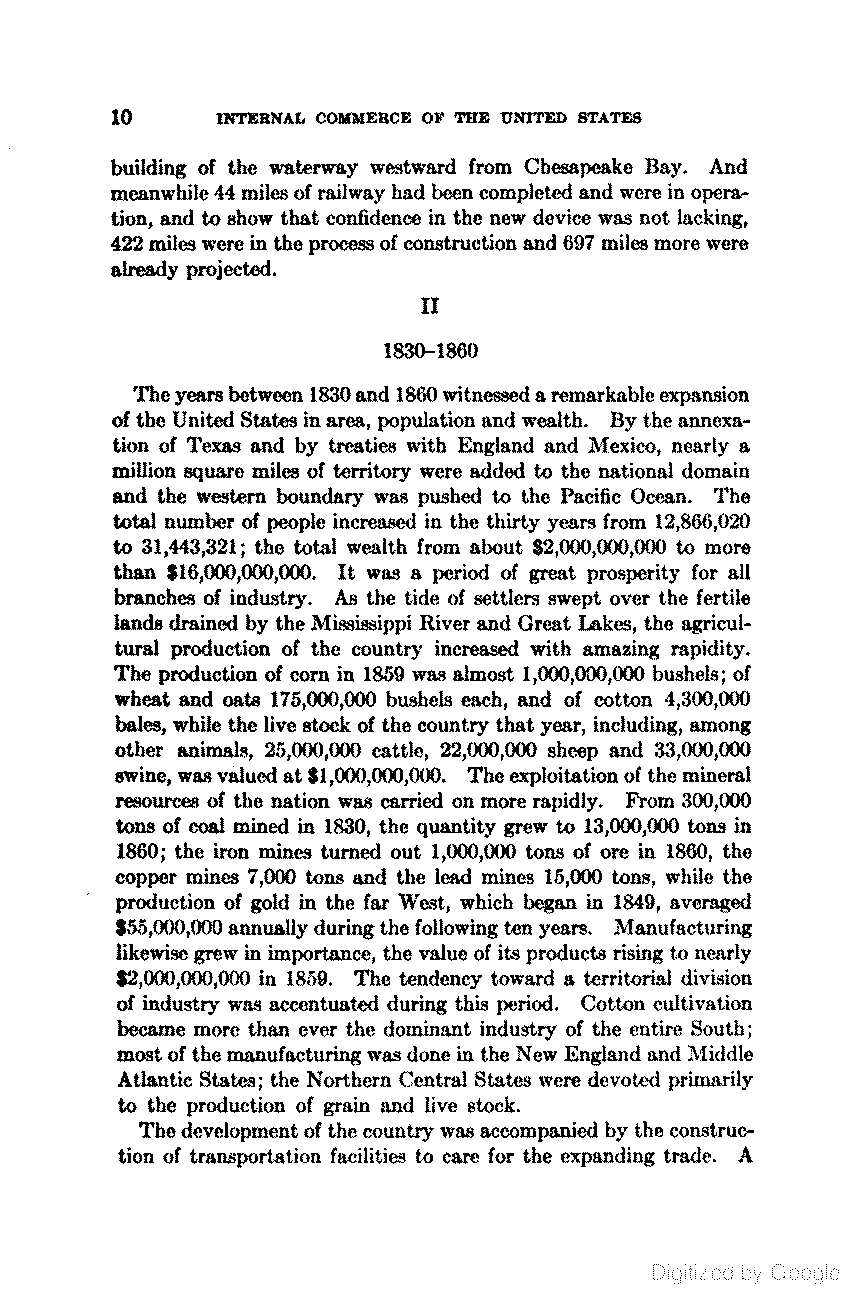 10 INTERNAL COMMERCE OF THE UNITED STATES
building of the waterway westward from Chesapeake Bay. And
meanwhile 44 miles of railway had been completed and were in opera-
tion, and to show that confidence in the new device was not lacking,
422 miles were in the process of construction and 697 miles more were
already projected.
II
1830–1860
The years between 1830 and 1860 witnessed a remarkable expansion
of the United States in area, population and wealth. By the annexa-
tion of Texas and by treaties with England and Mexico, nearly a
million square miles of territory were added to the national domain
and the western boundary was pushed to the Pacific Ocean. The
total number of people increased in the thirty years from 12,866,020
to 31,443,321; the total wealth from about $2,000,000,000 to more
than $16,000,000,000. It was a period of great prosperity for all
branches of industry. As the tide of settlers swept over the fertile
lands drained by the Mississippi River and Great Lakes, the agricul-
tural production of the country increased with amazing rapidity.
The production of corn in 1859 was almost 1,000,000,000 bushels; of
wheat and oats 175,000,000 bushels each, and of cotton 4,300,000
bales, while the live stock of the country that year, including, among
other animals, 25,000,000 cattle, 22,000,000 sheep and 33,000,000
swine, was valued at $1,000,000,000. The exploitation of the mineral
resources of the nation was carried on more rapidly. From 300,000
tons of coal mined in 1830, the quantity grew to 13,000,000 tons in
1860; the iron mines turned out 1,000,000 tons of ore in 1860, the
copper mines 7,000 tons and the lead mines 15,000 tons, while the
production of gold in the far West, which began in 1849, averaged
$55,000,000 annually during the following ten years. Manufacturing
likewise grew in importance, the value of its products rising to nearly
$2,000,000,000 in 1859. The tendency toward a territorial division
of industry was accentuated during this period. Cotton cultivation
became more than ever the dominant industry of the entire South;
most of the manufacturing was done in the New England and Middle
Atlantic States; the Northern Central States were devoted primarily
to the production of grain and live stock.
The development of the country was accompanied by the construc-
tion of transportation facilities to care for the expanding trade. A
Digitized by Google